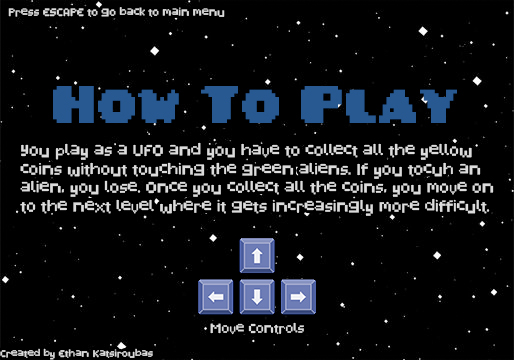 Press ESCAPE to go back to main menu
How To Play
You play as a UFO and you have to collect all the yellow
coins without touching the green aliens. If you tocuh an
alien, you lose. Once you collect all the coins, you move on
to the next level where it gets increasingly more difficult.
Move Controls
Created by Ethan Katsiroubas